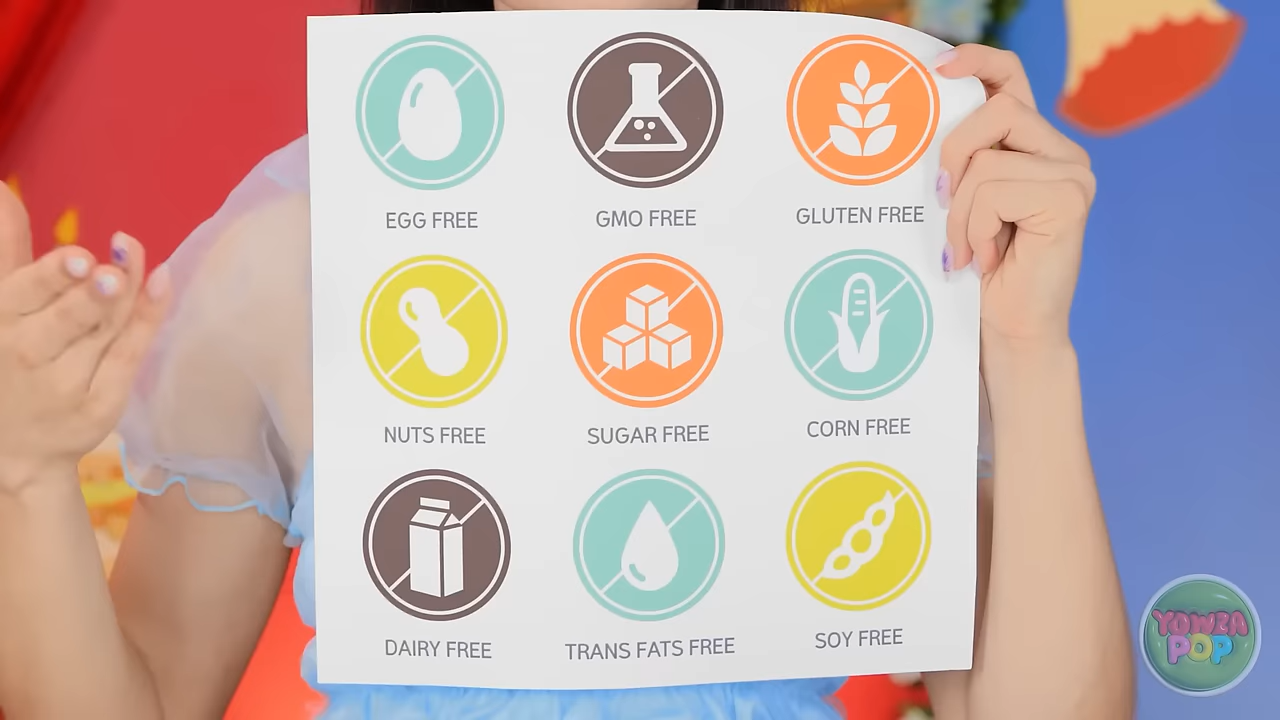 EGG FREE
GMO FREE
GLUTEN FREE
NUTS FREE
SUGAR FREE
CORN FREE
DAIRY FREE
TRANS FATS FREE
SOY FREE
YOWZA
POP